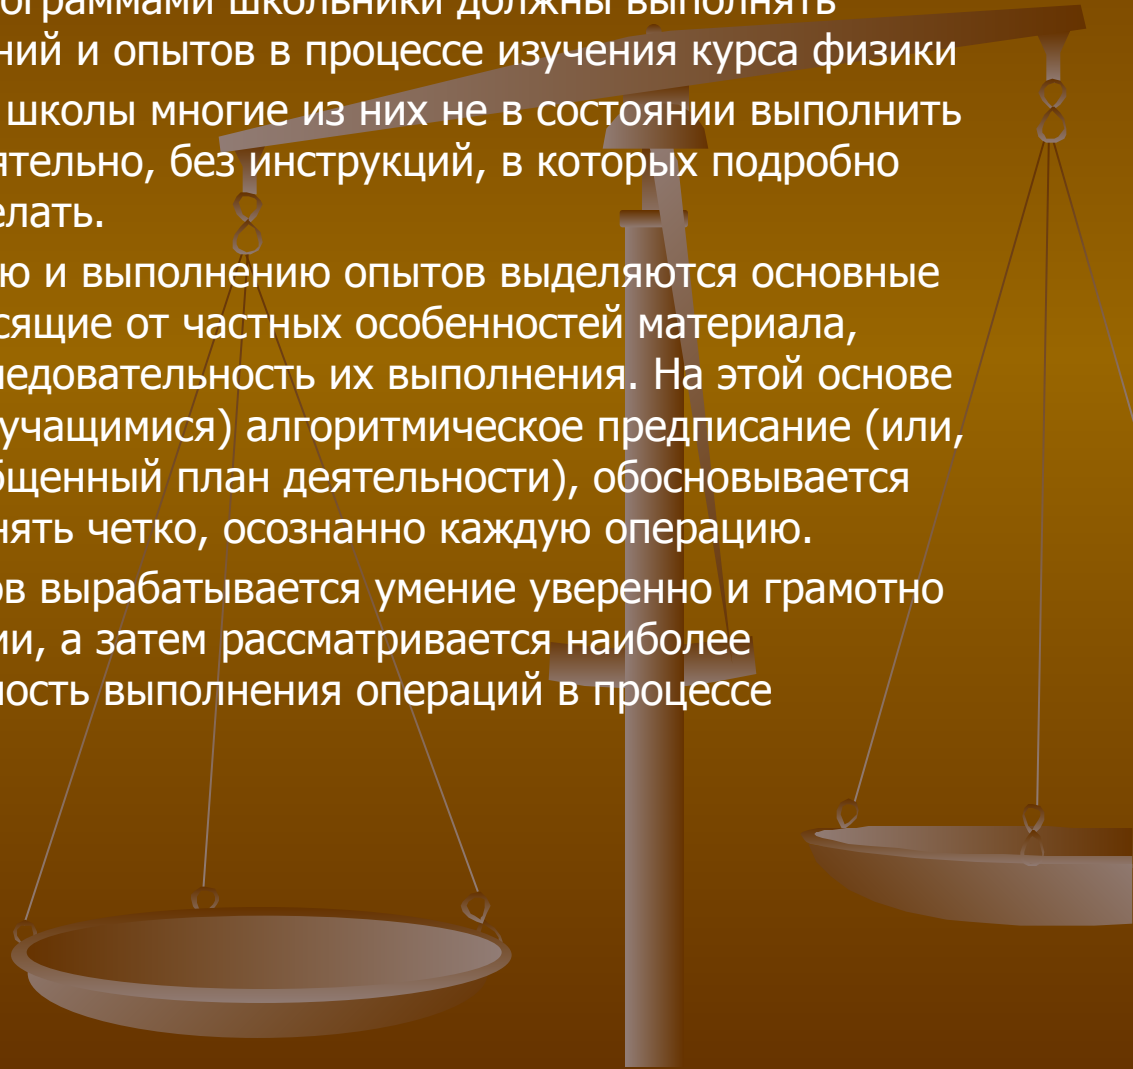 ограммами школьники должны выполнять
ний и опытов в процессе изучения курса физики
школы многие из них не в состоянии выполнить
ятельно, без инструкций, в которых подробно
елать.
ю и выполнению опытов выделяются основные
сящие от частных особенностей материала,
ледовательность их выполнения. На этой основе
учащимися) алгоритмическое предписание (или,
бщенный план деятельности), обосновывается
нять четко, осознанно каждую операцию.
ов вырабатывается умение уверенно и грамотно
ии, а затем рассматривается наиболее
ность выполнения операций в процессе